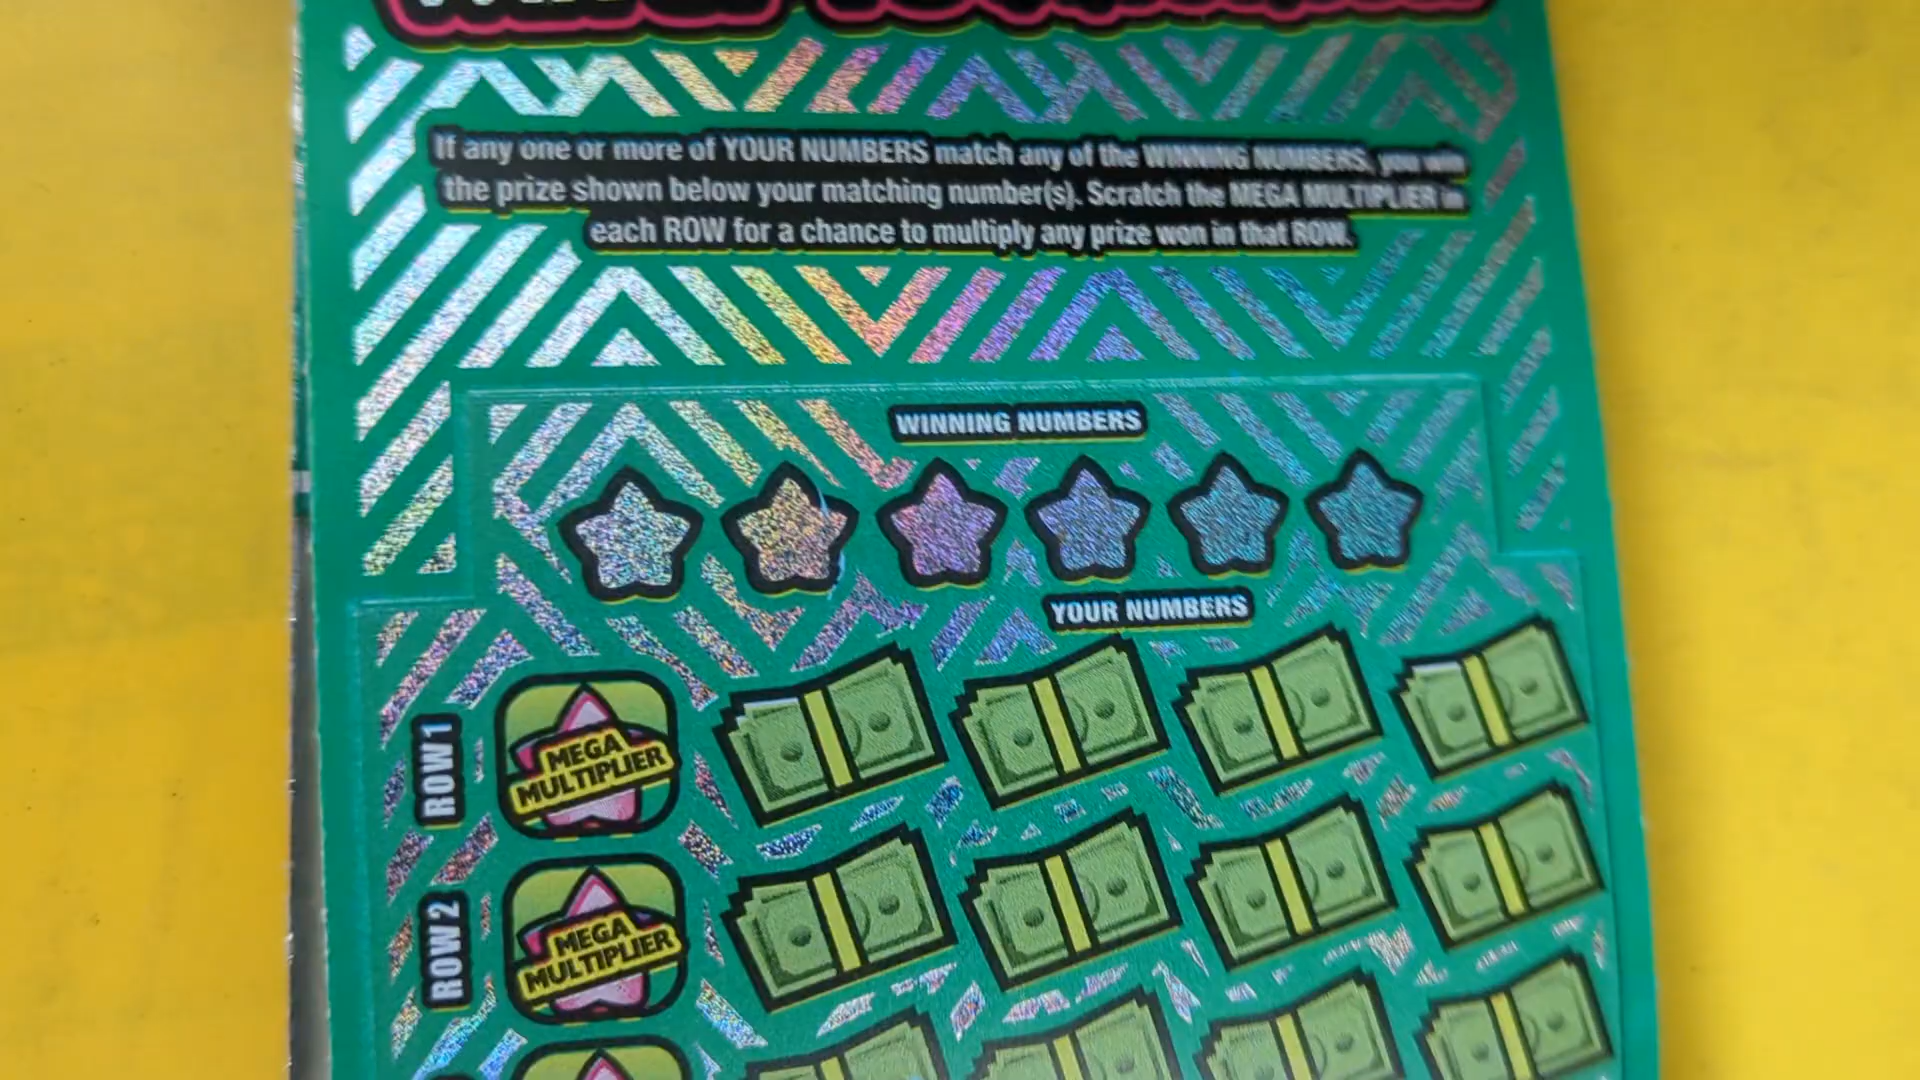 If any one or more of YOUR NUMBERS match any of the WINNING NUMBERS, you win
the prize shown below your matching number(s). Scratch the MEGA MULTIPLIER in
each ROW for a chance to multiply any prize won in that ROW.
WINNING NUMBERS
YOUR NUMBERS
ROW 1
MEGA
MULTIPLIER
ROW 2
MEGA
MULTIPLIER